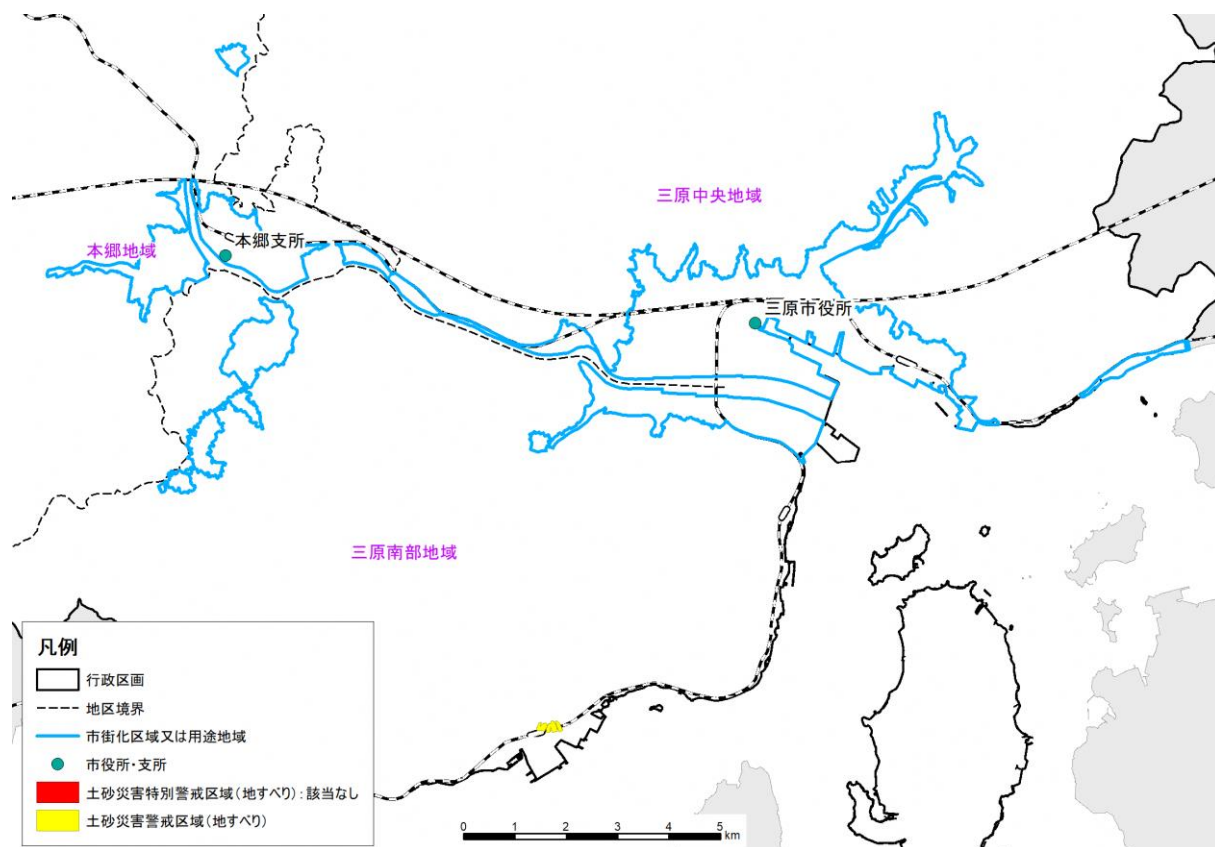 三原中央地域
本郷地域
本郷支所
三原市役所
三原南部地域
凡例
行政区画
地区境界
市街化区域又は用途地域
市役所・支所
土砂災害特別警戒区域(地すべり):該当なし
土砂災害警戒区域(地すべり)
0 1 2 3 4 5
km